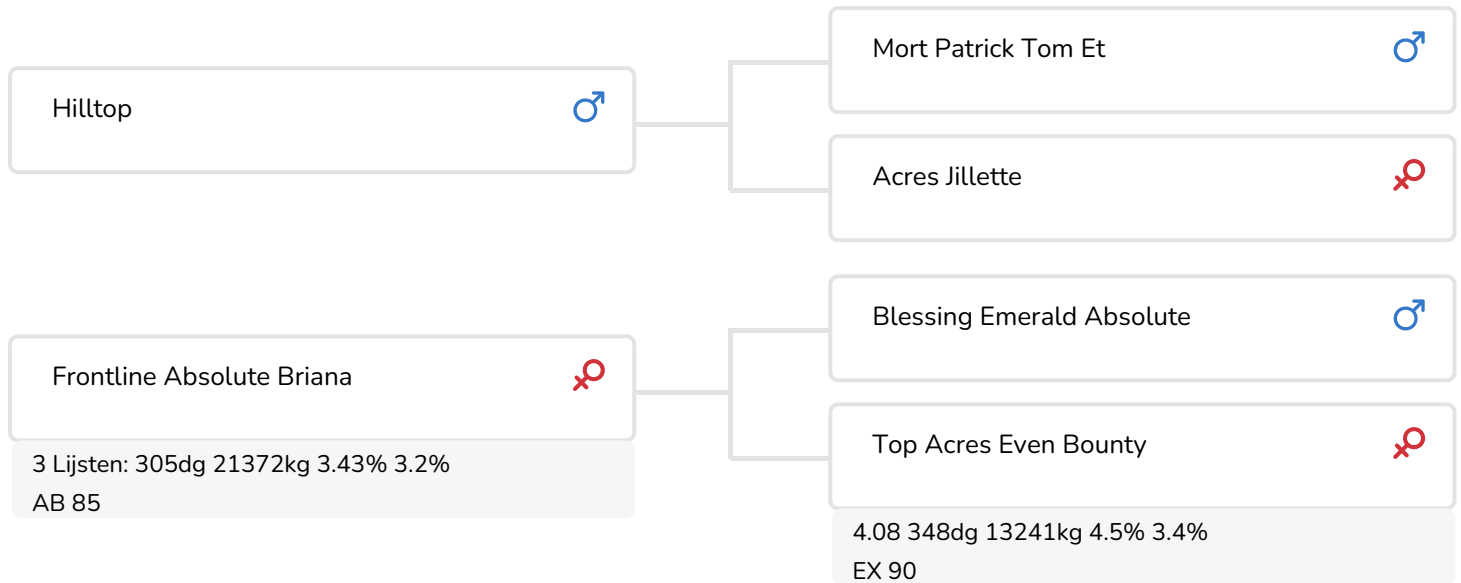 Mort Patrick Tom Et
Hilltop
Acres Jillette
Blessing Emerald Absolute
Frontline Absolute Briana
Top Acres Even Bounty
3 Lijsten: 305dg 21372kg 3.43% 3.2%
AB 85
4.08 348dg 13241kg 4.5% 3.4%
EX 90